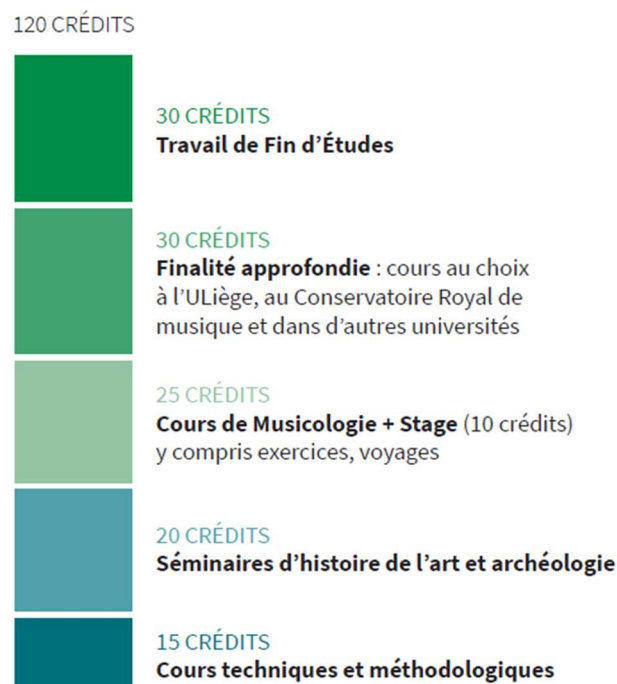 120 CRÉDITS
30 CRÉDITS
Travail de Fin d’Études
30 CRÉDITS
Finalité approfondie : cours au choix
à l’ULiège, au Conservatoire Royal de
musique et dans d’autres universités
25 CRÉDITS
Cours de Musicologie + Stage (10 crédits)
y compris exercices, voyages
20 CRÉDITS
Séminaires d’histoire de l’art et archéologie
15 CRÉDITS
Cours techniques et méthodologiques